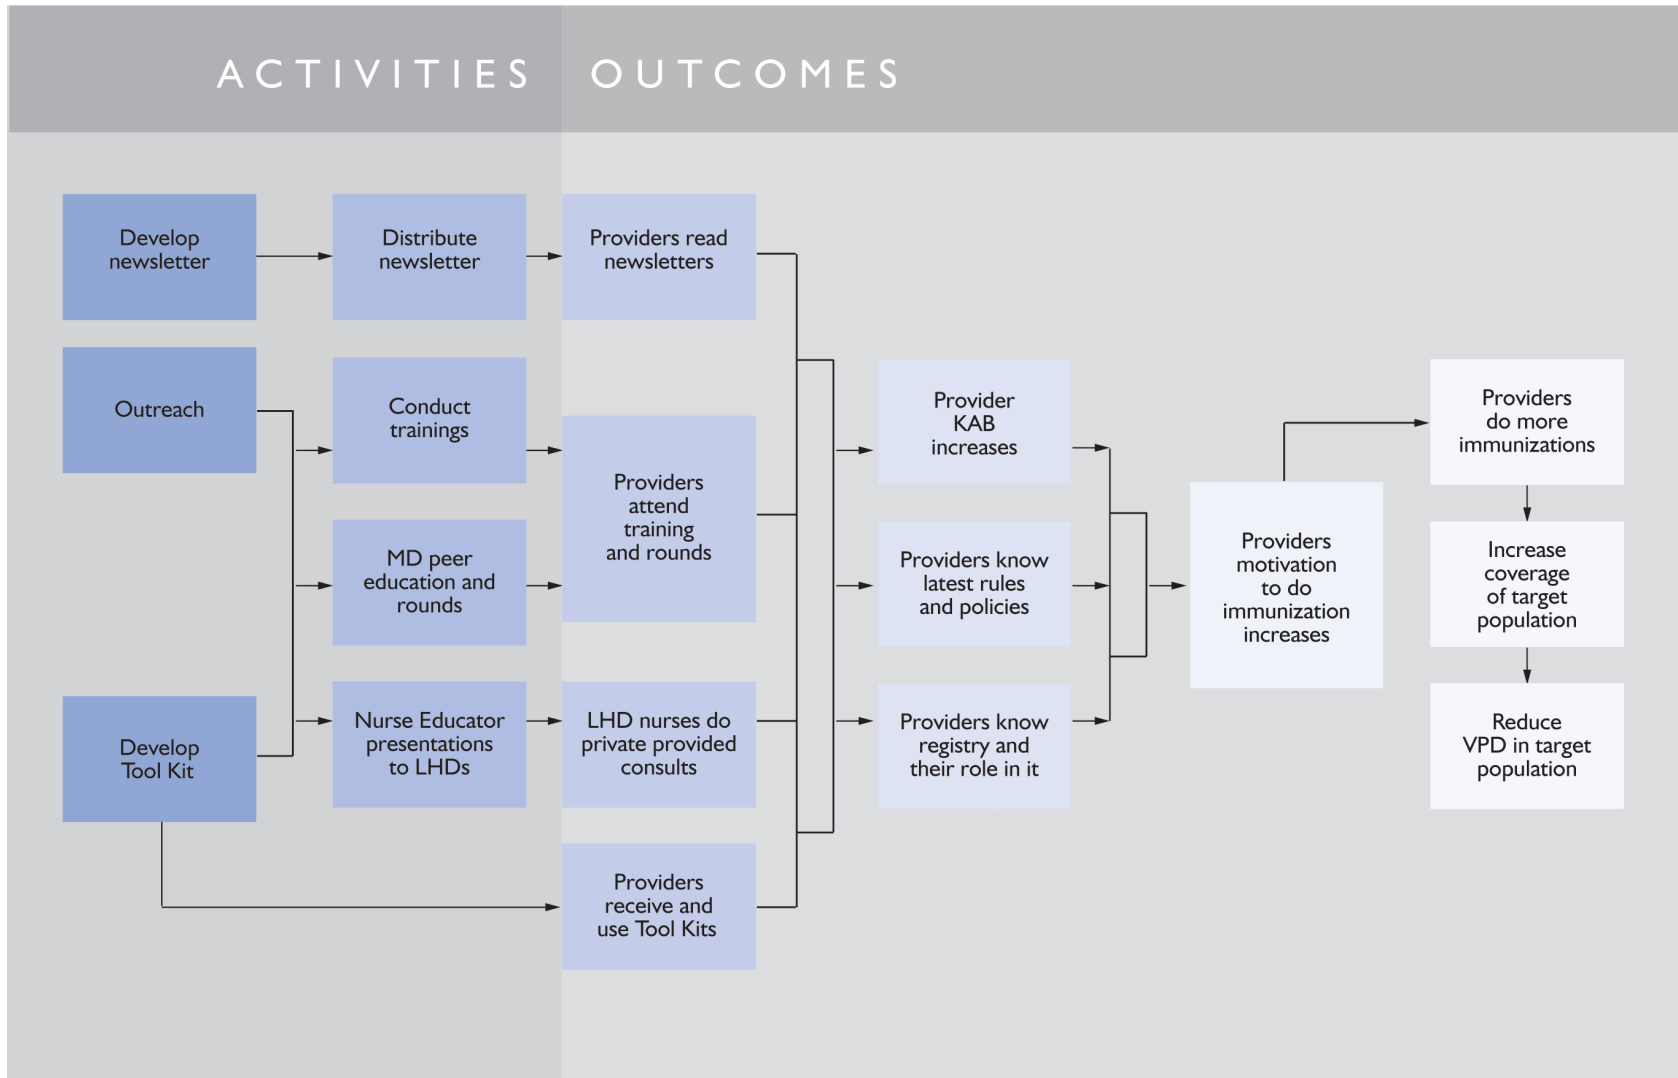 ACTIVITIES
OUTCOMES
Develop
newsletter
Distribute
newsletter
Providers read
newsletters
Outreach
Conduct
trainings
Providers
attend
training
and rounds
MD peer
education and
rounds
Develop
Tool Kit
Nurse Educator
presentations
to LHDs
LHD nurses do
private provided
consults
Providers
receive and
use Tool Kits
Provider
KAB
increases
Providers know
latest rules
and policies
Providers know
registry and
their role in it
Providers
motivation
to do
immunization
increases
Providers
do more
immunizations
Increase
coverage
of target
population
Reduce
VPD in target
population